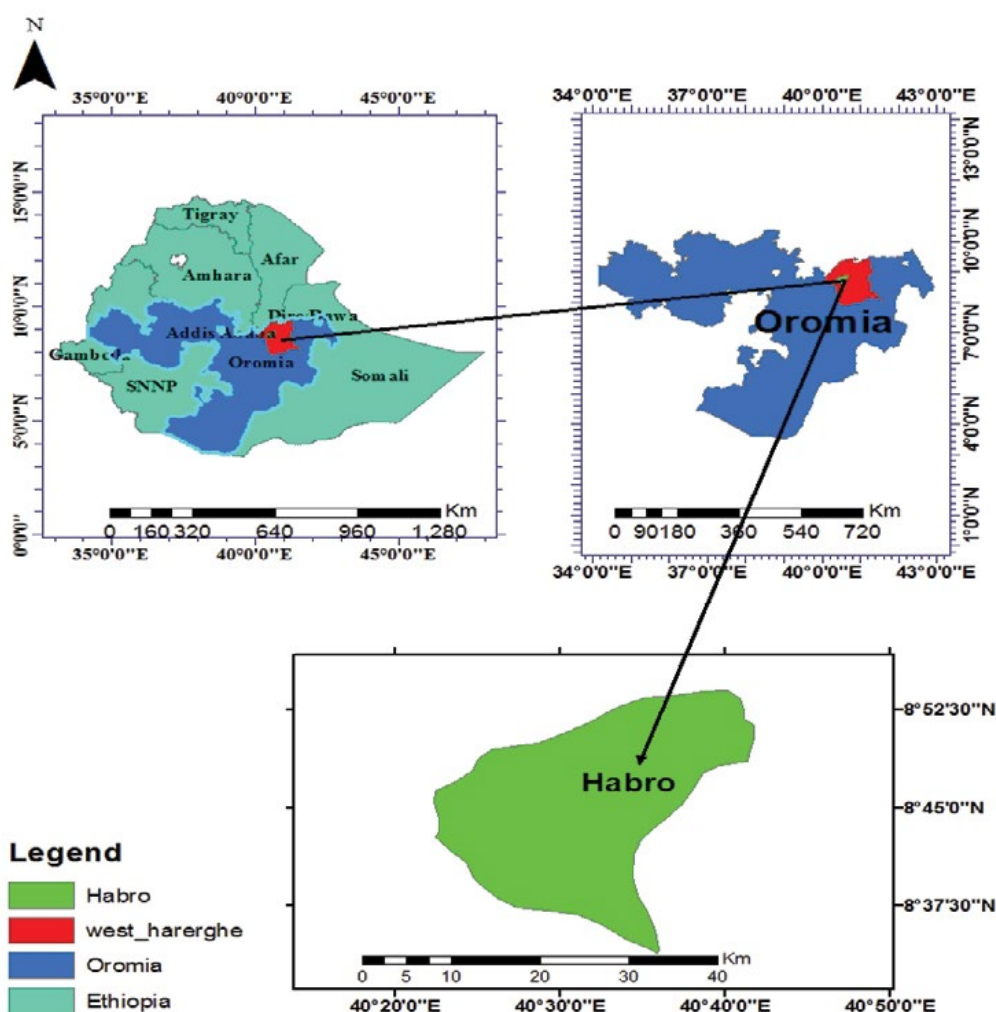 N
35°0'0"E 40°0'0"E 45°0'0"E
15°0'0"N
10°0'0"N
5°0'0"N
0°0'0"
Tigray
Afar
Amhara
Addis
Oromia
SNNP
Somali
Km
0 160 320 640 960 1,280
35°0'0"E 40°0'0"E 45°0'0"E
34°0'0"E 37°0'0"E 40°0'0"E 43°0'0"E
13°0'0"N
10°0'0"N
7°0'0"N
4°0'0"N
1°0'0"N
Oromia
Km
0 90 180 360 540 720
34°0'0"E 37°0'0"E 40°0'0"E 43°0'0"E
Habro
8°52'30"N
8°45'0"N
8°37'30"N
Km
0 5 10 20 30 40
40°20'0"E 40°30'0"E 40°40'0"E 40°50'0"E
Legend
Habro
west_harerghe
Oromia
Ethiopia